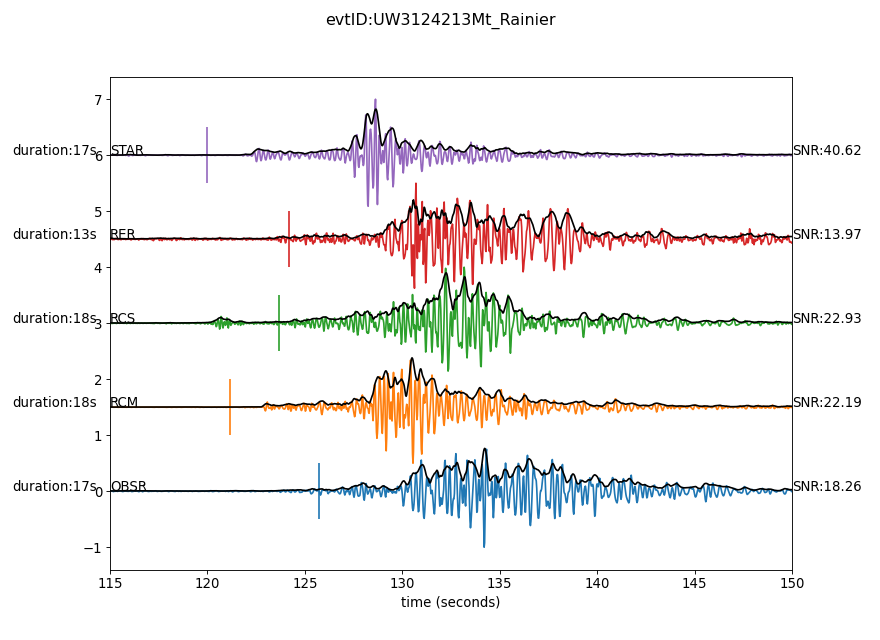 evtID:UW3124213Mt_Rainier
7
duration:17s 6 STAR SNR:40.62
5
duration:13s RER SNR:13.97
4
duration:18s 3 RCS SNR:22.93
2
duration:18s RCM SNR:22.19
1
duration:17s 0 OBSR SNR:18.26
−1
115 120 125 130 135 140 145 150
time (seconds)